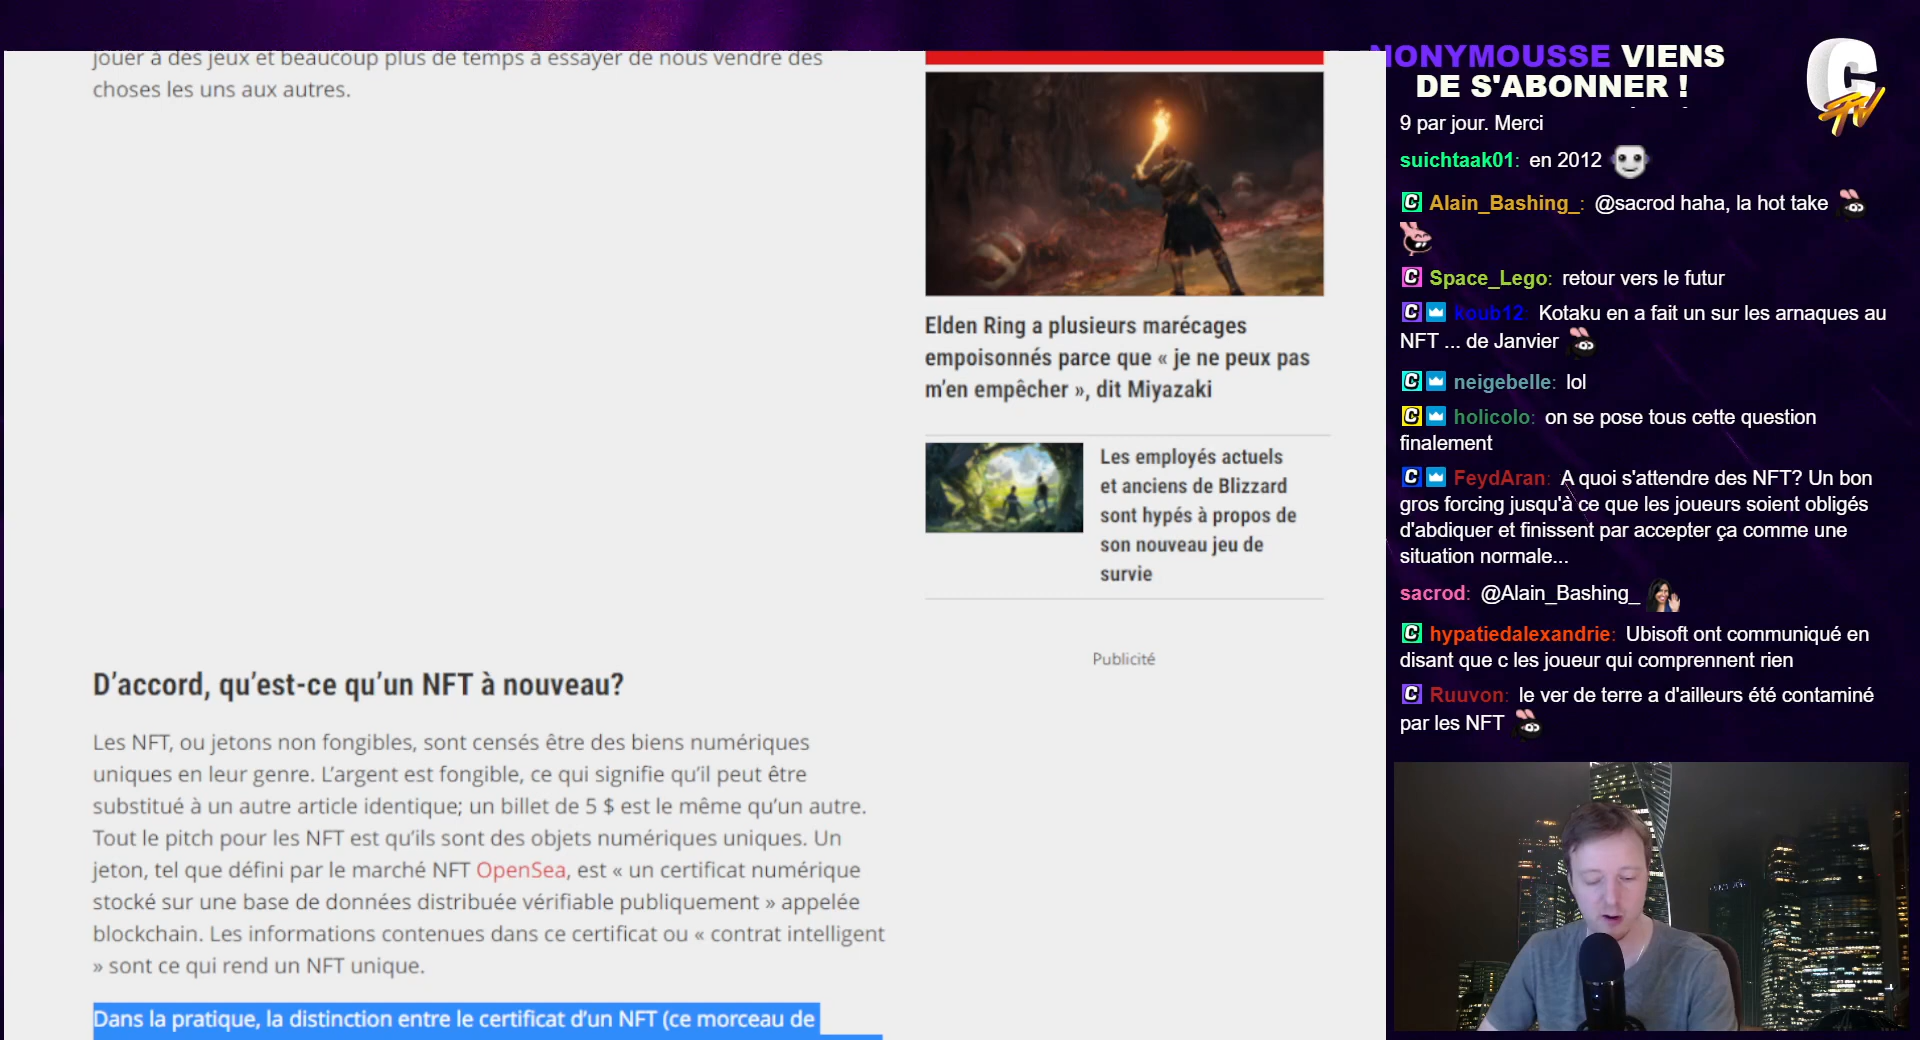 jouer à des jeux et beaucoup plus de temps à essayer de nous vendre des
choses les uns aux autres.
Elden Ring a plusieurs marécages
empoisonnés parce que « je ne peux pas
m'en empêcher », dit Miyazaki
Les employés actuels
et anciens de Blizzard
sont hypés à propos de
son nouveau jeu de
survie
Publicité
D'accord, qu'est-ce qu'un NFT à nouveau?
Les NFT, ou jetons non fongibles, sont censés être des biens numériques
uniques en leur genre. L'argent est fongible, ce qui signifie qu'il peut être
substitué à un autre article identique; un billet de 5 $ est le même qu'un autre.
Tout le pitch pour les NFT est qu'ils sont des objets numériques uniques. Un
jeton, tel que défini par le marché NFT OpenSea, est « un certificat numérique
stocké sur une base de données distribuée vérifiable publiquement » appelée
blockchain. Les informations contenues dans ce certificat ou « contrat intelligent
» sont ce qui rend un NFT unique.
Dans la pratique, la distinction entre le certificat d'un NFT (ce morceau de
NONYMOUSSE VIENS
DE S'ABONNER !
C TV
9 par jour. Merci
suichtaak01: en 2012
Alain_Bashing_: @sacrod haha, la hot take
Space_Lego: retour vers le futur
koub12: Kotaku en a fait un sur les arnaques au
NFT ... de Janvier
neigebelle: lol
holicolo: on se pose tous cette question
finalement
FeydAran: A quoi s'attendre des NFT? Un bon
gros forcing jusqu'à ce que les joueurs soient obligés
d'abdiquer et finissent par accepter ça comme une
situation normale...
sacrod: @Alain_Bashing_
hypatiedalexandrie: Ubisoft ont communiqué en
disant que c les joueur qui comprennent rien
Ruuvon: le ver de terre a d'ailleurs été contaminé
par les NFT